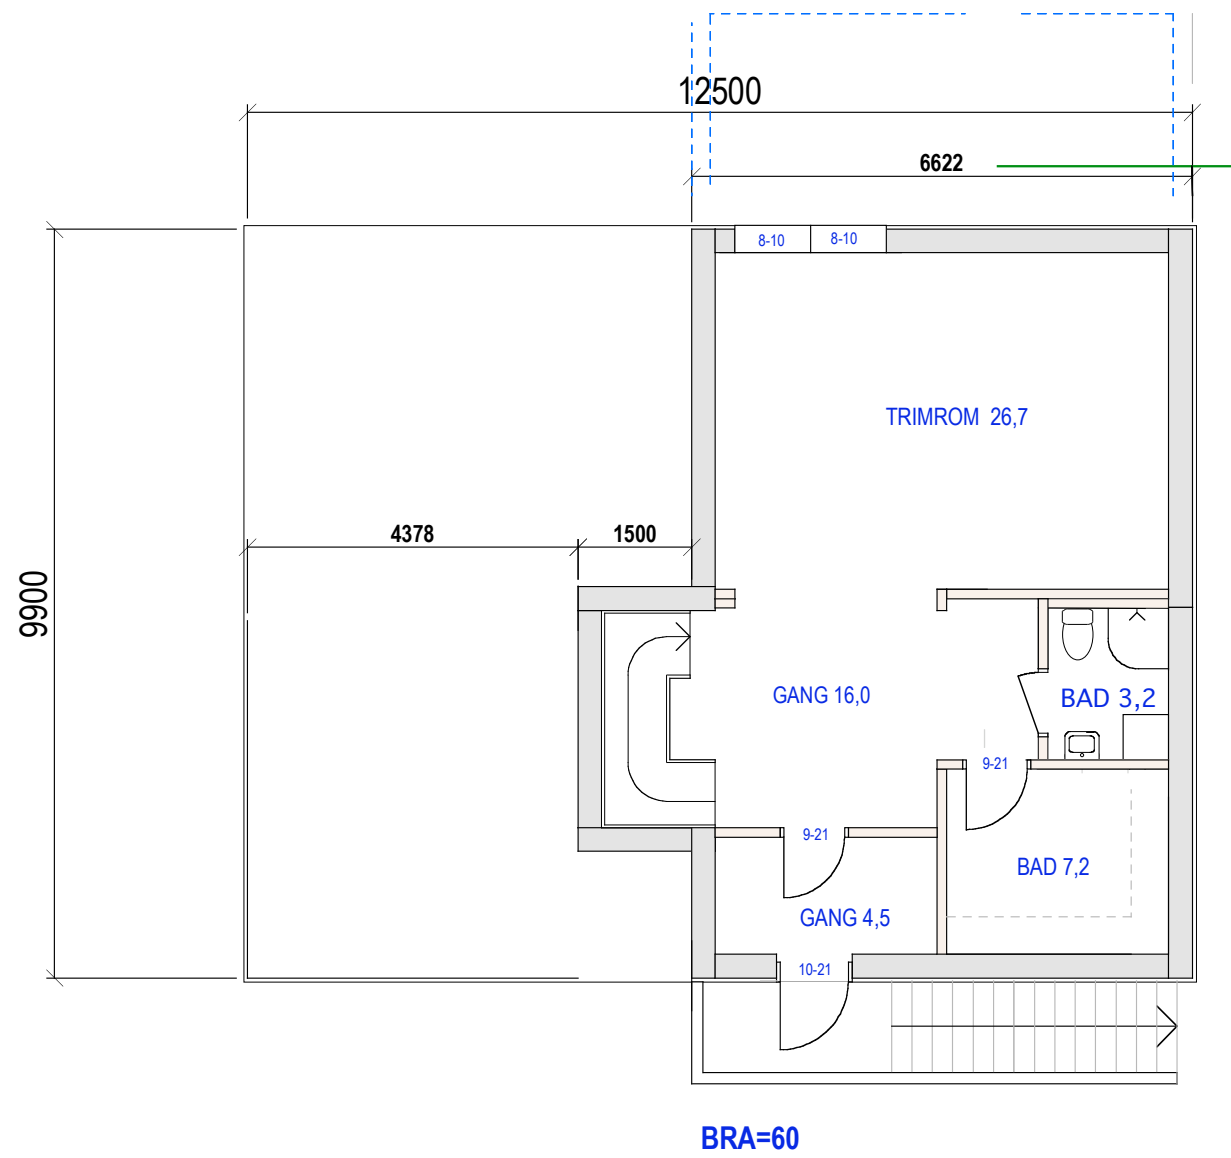 12500
6622
8-10
8-10
TRIMROM 26,7
4378
1500
9900
GANG 16,0
BAD 3,2
9-21
9-21
BAD 7,2
GANG 4,5
10-21
BRA=60